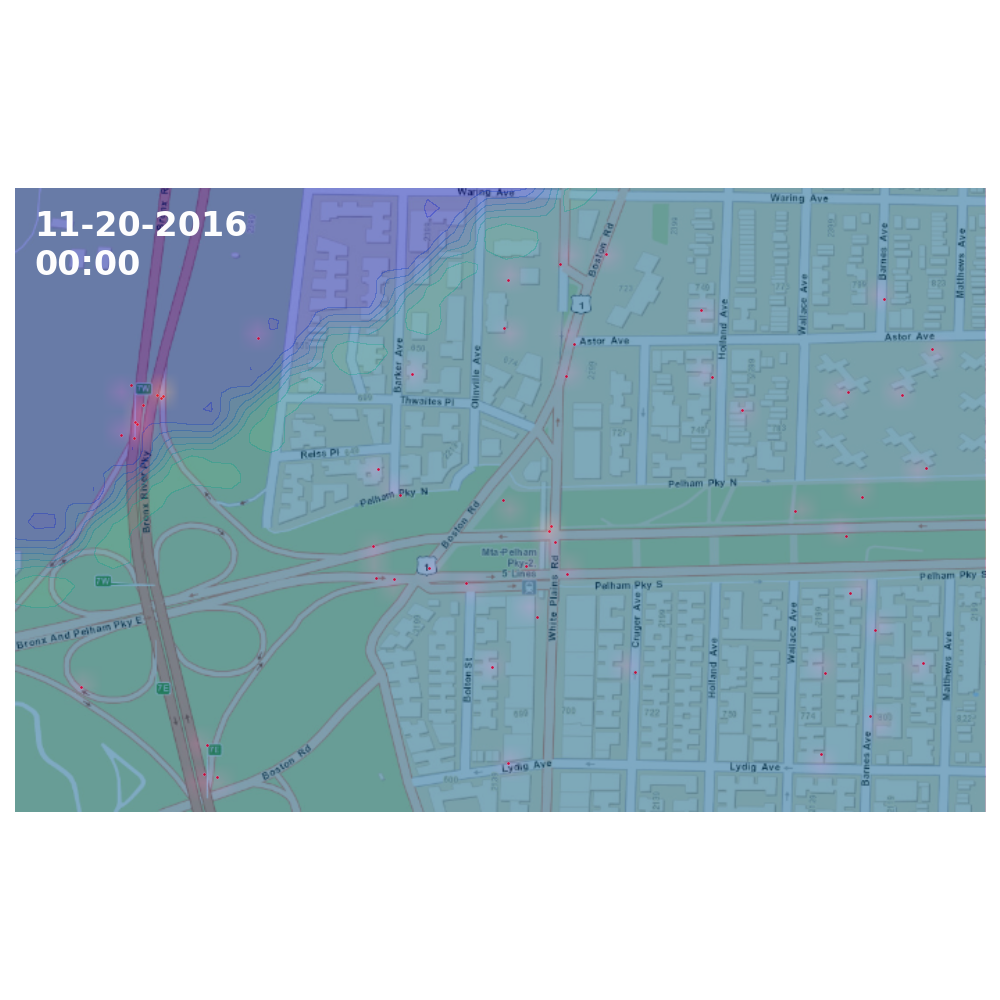 Waring Ave
Waring Ave
11-20-2016
00:00
Boston Rd
Barnes Ave
Matthews Ave
Wallace Ave
Holland Ave
1
Astor Ave
Astor Ave
Barker Ave
Olinville Ave
7W
Thwaites Pl
Reiss Pl
Pelham Pky N
Pelham Pky N
Bronx River Pky
Boston Rd
Mta-Pelham
Pky-2,
5 Lines
1
7W
Pelham Pky S
Pelham Pky S
White Plains Rd
Bronx And Pelham Pky E
Cruger Ave
Wallace Ave
Holland Ave
Matthews Ave
Bolton St
7E
7E
Boston Rd
Lydig Ave
Lydig Ave
Barnes Ave